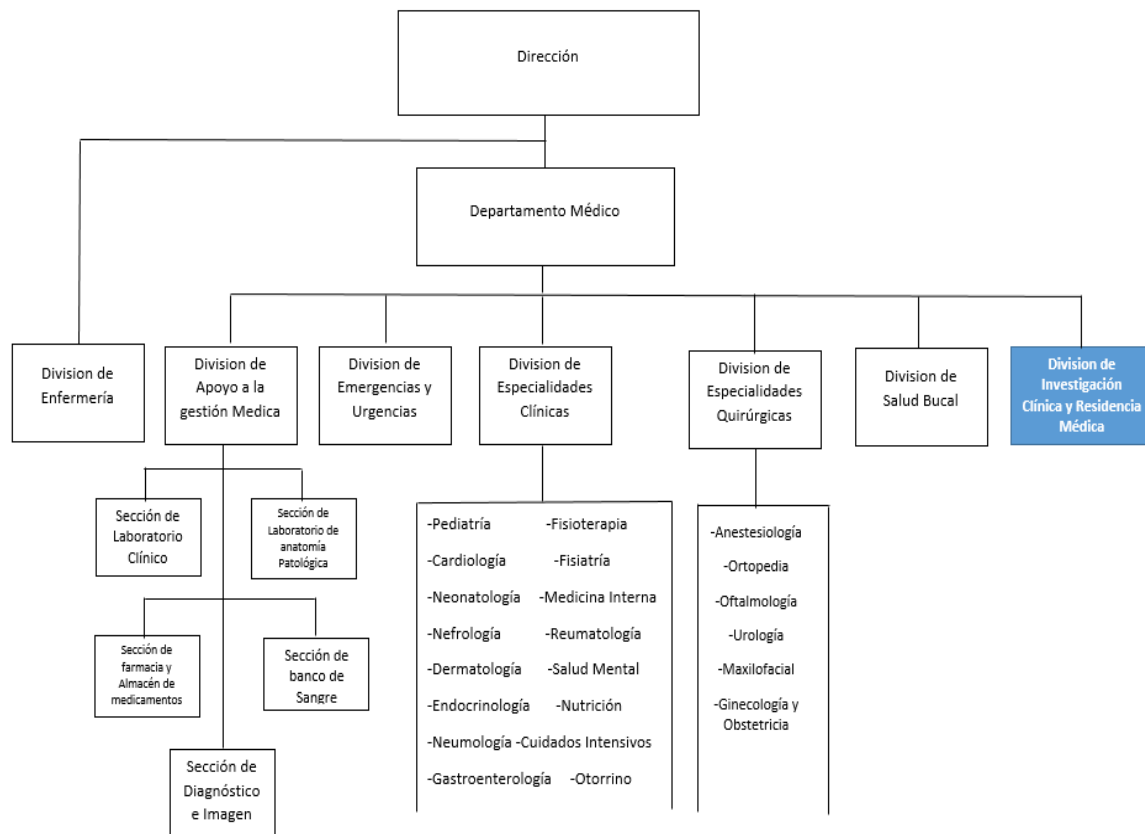 Dirección
Departamento Médico
Division de
Enfermería
Division de
Apoyo a la
gestión Medica
Division de
Emergencias y
Urgencias
Division de
Especialidades
Clínicas
Division de
Especialidades
Quirúrgicas
Division de
Salud Bucal
Division de
Investigación
Clínica y Residencia
Médica
Sección de
Laboratorio
Clínico
Sección de
Laboratorio de
anatomía
Patológica
Sección de
farmacia y
Almacén de
medicamentos
Sección de
banco de
Sangre
Sección de
Diagnóstico
e Imagen
-Pediatría -Fisioterapia
-Cardiología -Fisiatría
-Neonatología -Medicina Interna
-Nefrología -Reumatología
-Dermatología -Salud Mental
-Endocrinología -Nutrición
-Neumología -Cuidados Intensivos
-Gastroenterología -Otorrino
-Anestesiología
-Ortopedia
-Oftalmología
-Urología
-Maxilofacial
-Ginecología y
Obstetricia